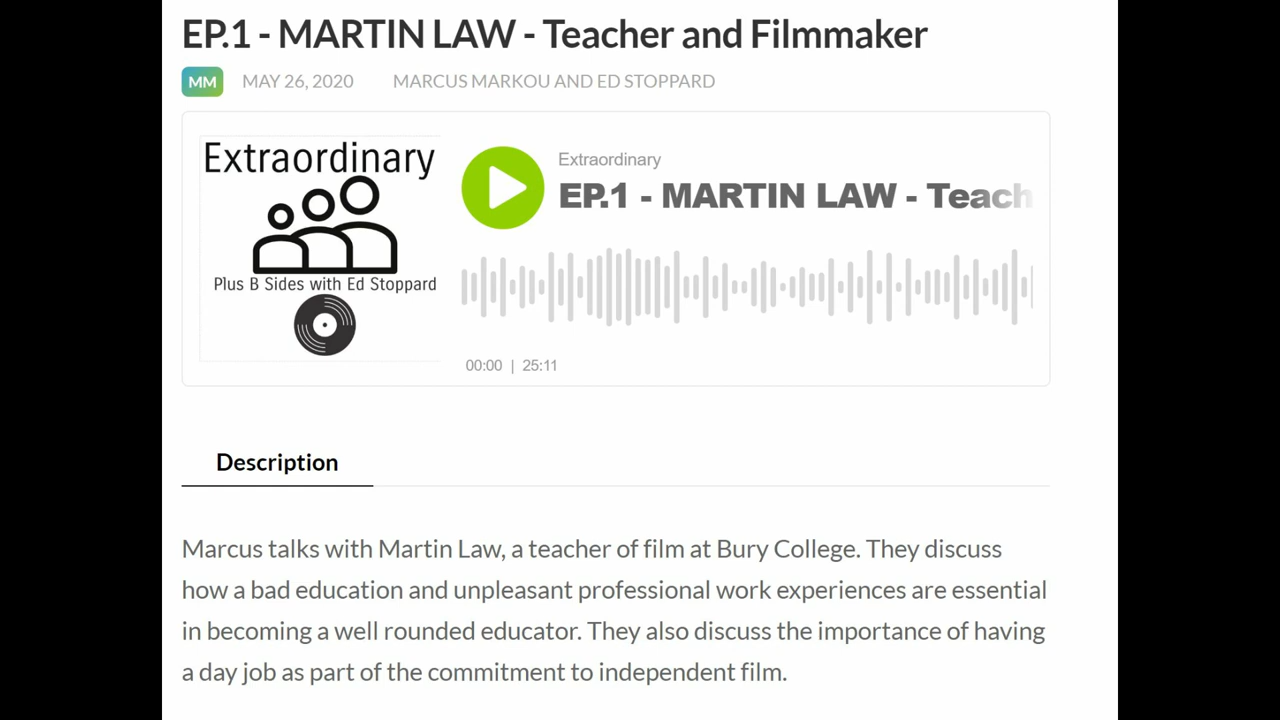 EP.1 - MARTIN LAW - Teacher and Filmmaker
MM MAY 26, 2020 MARCUS MARKOU AND ED STOPPARD
Extraordinary
Plus B Sides with Ed Stoppard
Extraordinary
EP.1 - MARTIN LAW - Teach
00:00 | 25:11
Description
Marcus talks with Martin Law, a teacher of film at Bury College. They discuss
how a bad education and unpleasant professional work experiences are essential
in becoming a well rounded educator. They also discuss the importance of having
a day job as part of the commitment to independent film.